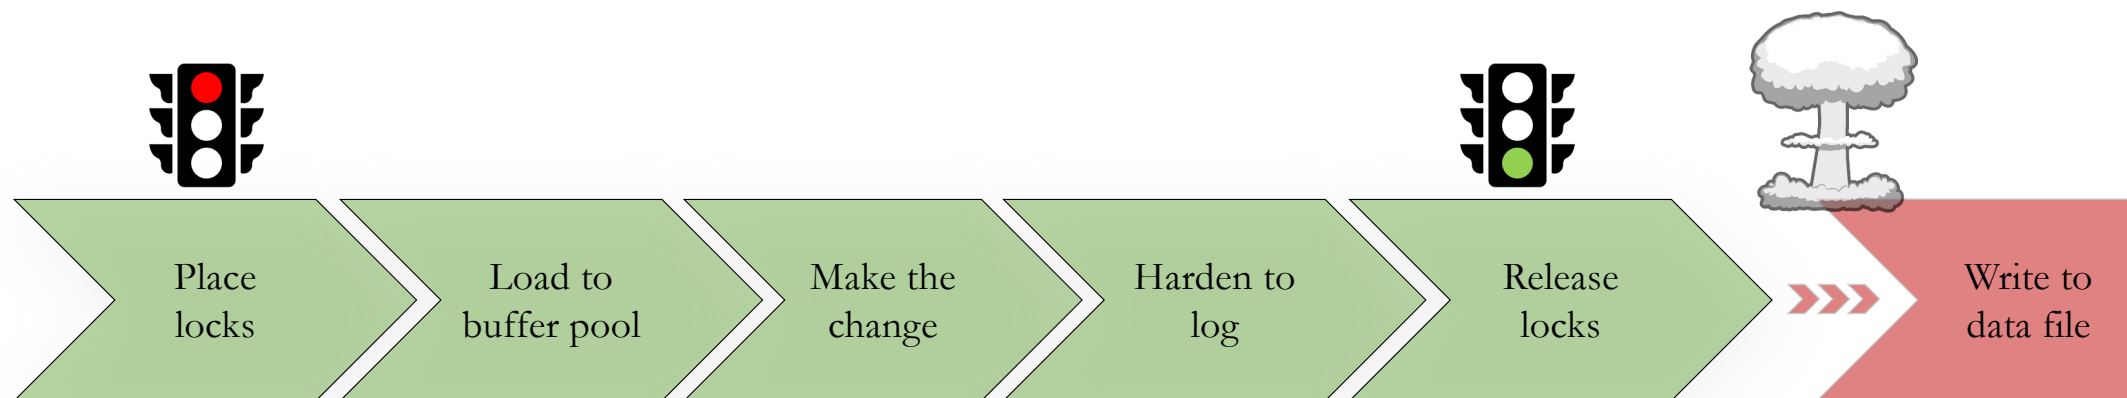 Place
locks
Load to
buffer pool
Make the
change
Harden to
log
Release
locks
Write to
data file